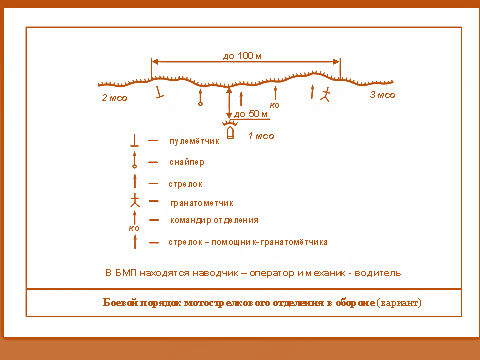 до 100 м
2 мсо
3 мсо
ко
до 50 м
1 мсо
пулемётчик
снайпер
стрелок
гранатометчик
командир отделения
ко
стрелок – помощник-гранатомётчика
В БМП находятся наводчик – оператор и механик - водитель
Боевой порядок мотострелкового отделения в обороне (вариант)